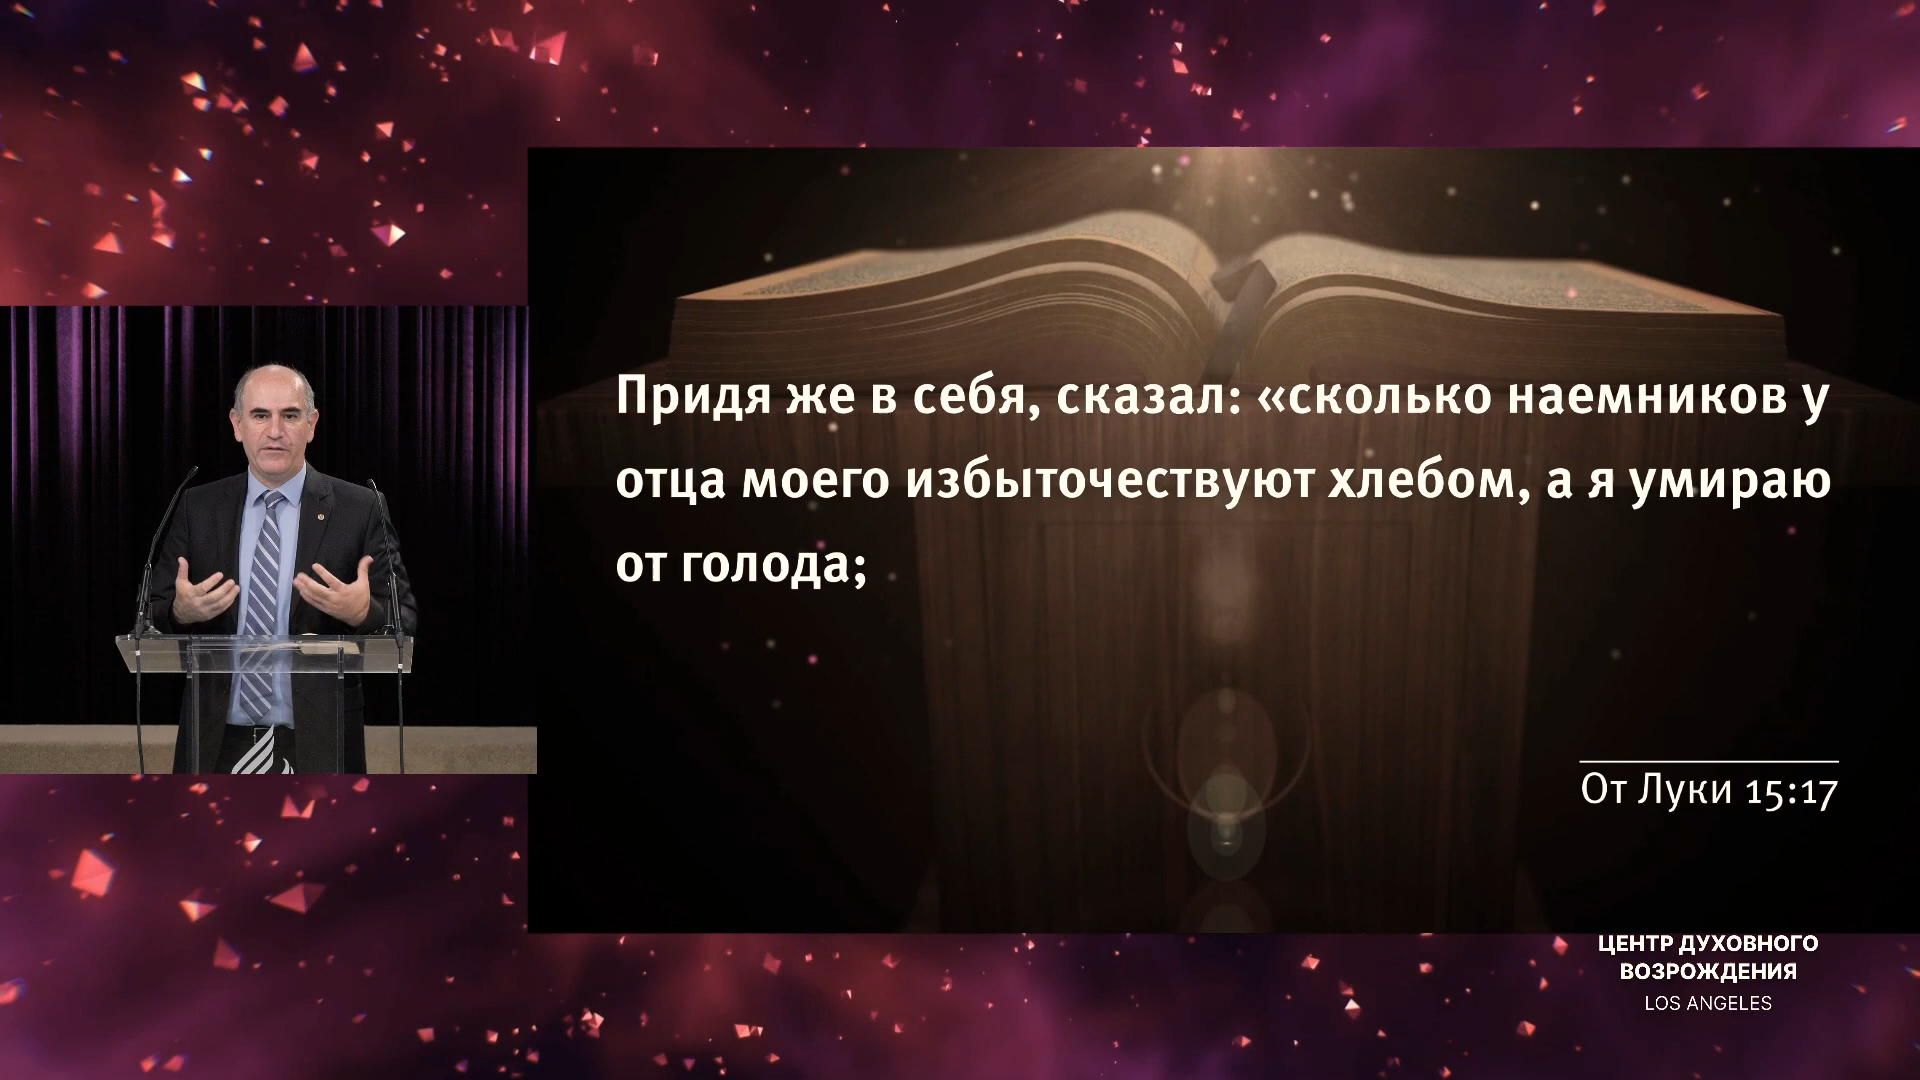 Придя же в себя, сказал: «сколько наемников у
отца моего избыточествуют хлебом, а я умираю
от голода;
От Луки 15:17
ЦЕНТР ДУХОВНОГО
ВОЗРОЖДЕНИЯ
LOS ANGELES